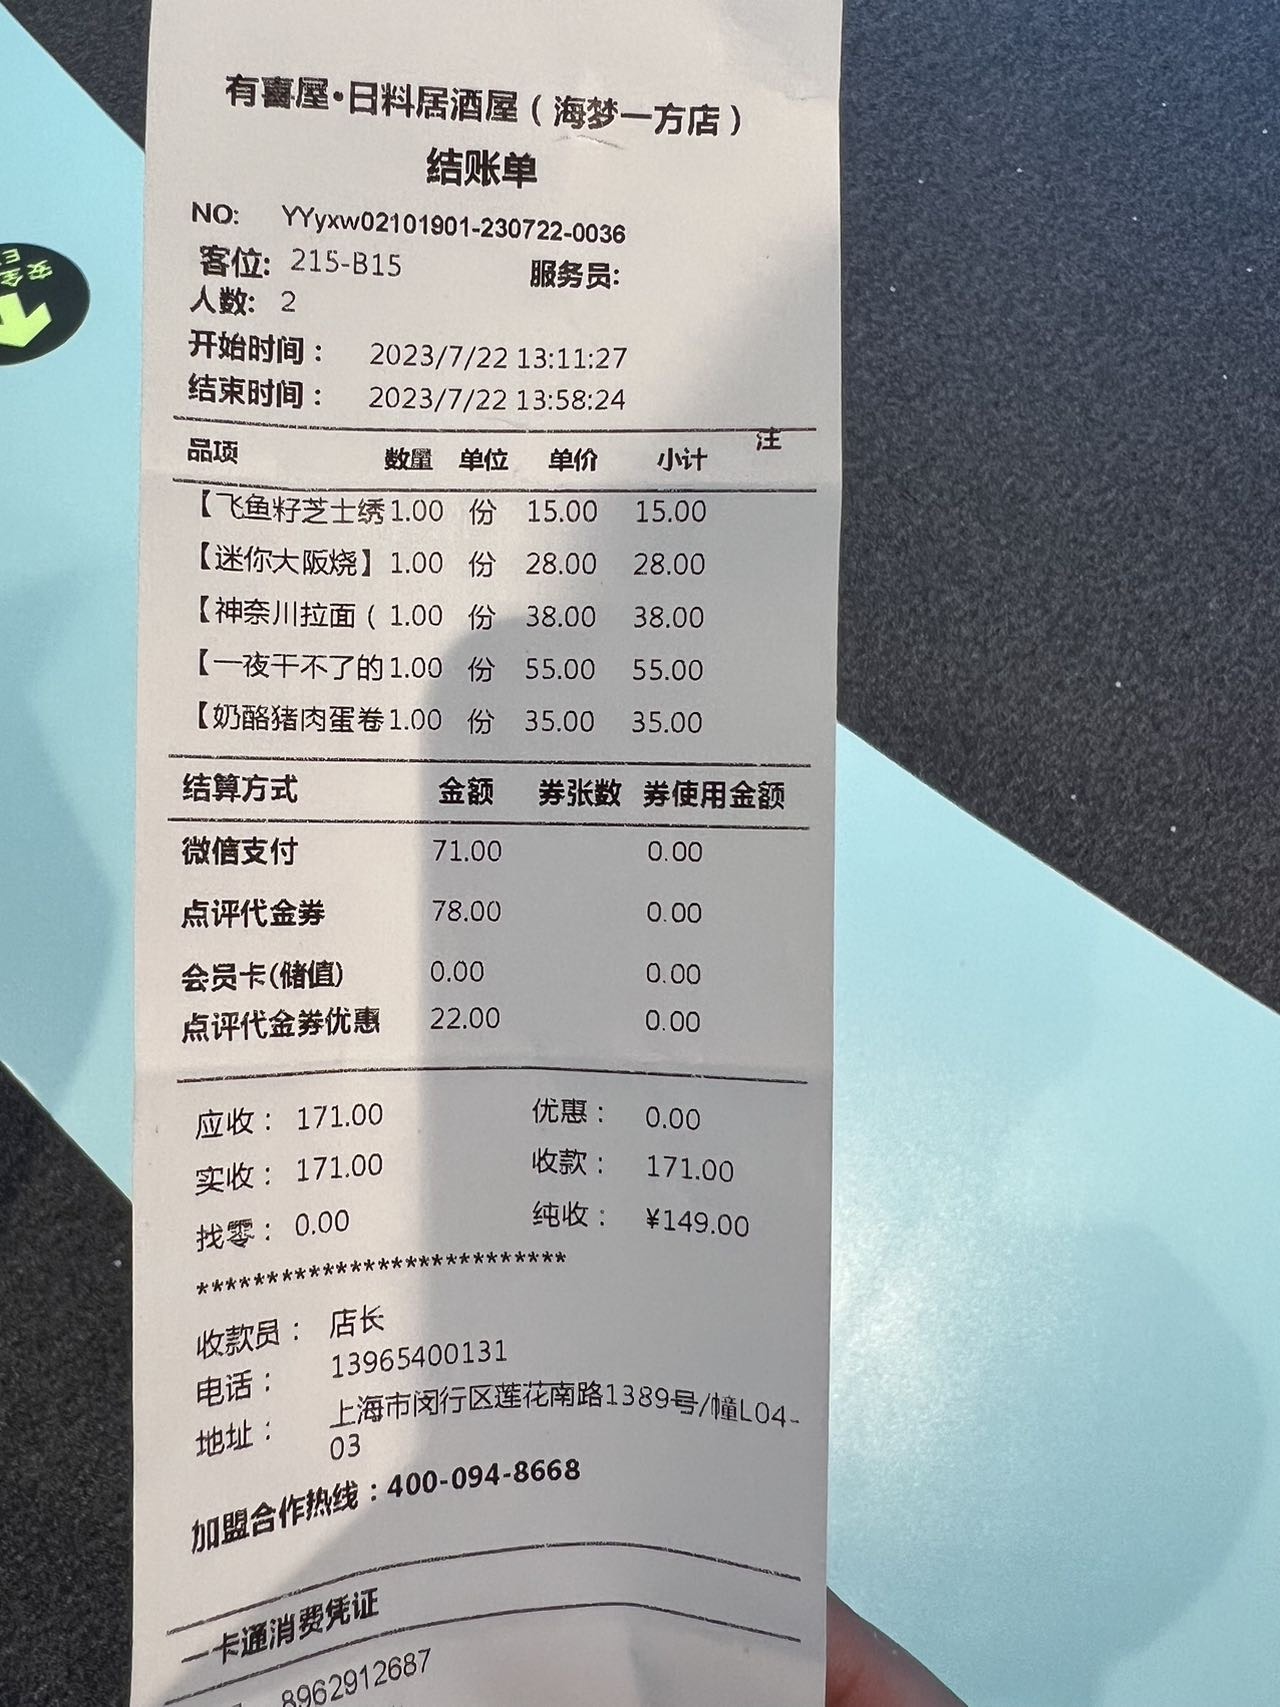 有喜屋·日料居酒屋（海梦一方店）
结账单
NO: YYyxw02101901-230722-0036
客位: 215-B15 服务员:
人数: 2
开始时间： 2023/7/22 13:11:27
结束时间： 2023/7/22 13:58:24
品项 数量 单位 单价 小计 注
【飞鱼籽芝士绣 1.00 份 15.00 15.00
【迷你大阪烧】 1.00 份 28.00 28.00
【神奈川拉面（ 1.00 份 38.00 38.00
【一夜干不了的 1.00 份 55.00 55.00
【奶酪猪肉蛋卷 1.00 份 35.00 35.00
结算方式 金额 券张数 券使用金额
微信支付 71.00 0.00
点评代金券 78.00 0.00
会员卡(储值) 0.00 0.00
点评代金券优惠 22.00 0.00
应收： 171.00 优惠： 0.00
实收： 171.00 收款： 171.00
找零： 0.00 纯收： ¥149.00
***************************
收款员： 店长
电话： 13965400131
地址： 上海市闵行区莲花南路1389号/幢L04-
03
加盟合作热线：400-094-8668
一卡通消费凭证
8962912687
安全